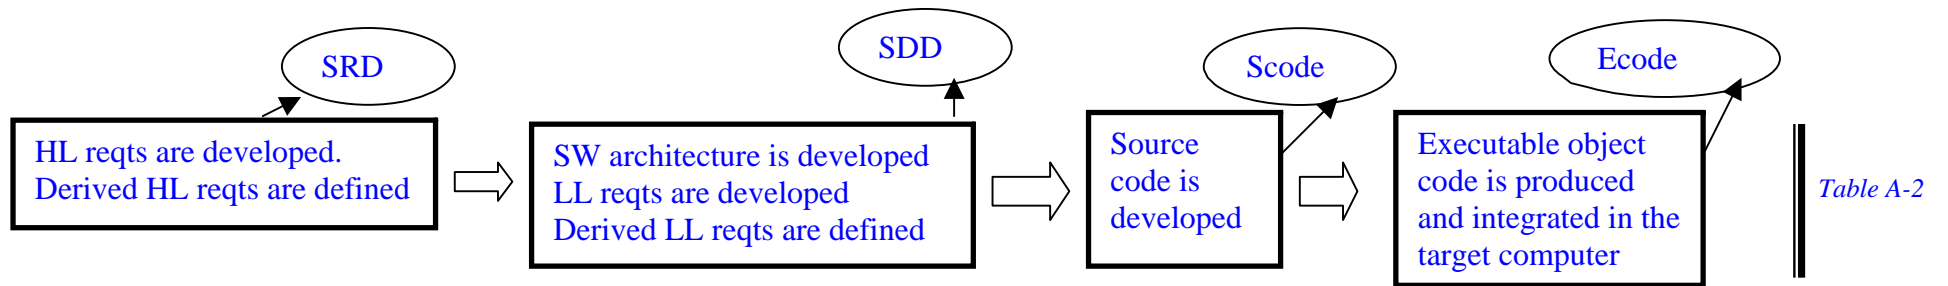 SRD
SDD
Scode
Ecode
HL reqts are developed.
Derived HL reqts are defined
SW architecture is developed
LL reqts are developed
Derived LL reqts are defined
Source
code is
developed
Executable object
code is produced
and integrated in the
target computer
Table A-2